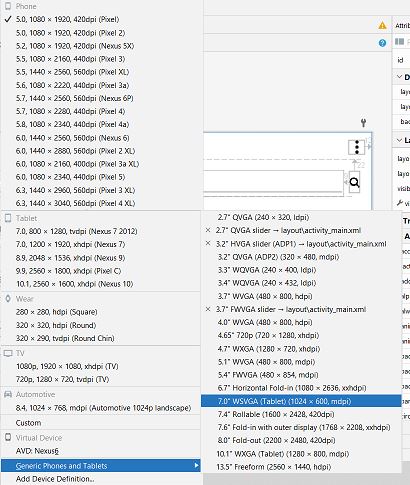 Phone
5.0, 1080 × 1920, 420dpi (Pixel)
5.0, 1080 × 1920, 420dpi (Pixel 2)
5.2, 1080 × 1920, 420dpi (Nexus 5X)
5.5, 1080 × 2160, 440dpi (Pixel 3)
5.5, 1440 × 2560, 560dpi (Pixel XL)
5.6, 1080 × 2220, 440dpi (Pixel 3a)
5.7, 1440 × 2560, 560dpi (Nexus 6P)
5.7, 1080 × 2280, 440dpi (Pixel 4)
5.8, 1080 × 2340, 440dpi (Pixel 4a)
6.0, 1440 × 2560, 560dpi (Nexus 6)
6.0, 1440 × 2880, 560dpi (Pixel 2 XL)
6.0, 1080 × 2160, 400dpi (Pixel 3a XL)
6.0, 1080 × 2340, 440dpi (Pixel 5)
6.3, 1440 × 2960, 560dpi (Pixel 3 XL)
6.3, 1440 × 3040, 560dpi (Pixel 4 XL)
Tablet
7.0, 800 × 1280, tvdpi (Nexus 7 2012)
7.0, 1200 × 1920, xhdpi (Nexus 7)
8.9, 2048 × 1536, xhdpi (Nexus 9)
9.9, 2560 × 1800, xhdpi (Pixel C)
10.1, 2560 × 1600, xhdpi (Nexus 10)
Wear
280 × 280, hdpi (Square)
320 × 320, hdpi (Round)
320 × 290, tvdpi (Round Chin)
TV
1080p, 1920 × 1080, xhdpi (TV)
720p, 1280 × 720, tvdpi (TV)
Automotive
8.4, 1024 × 768, mdpi (Automotive 1024p landscape)
Custom
Virtual Device
AVD: Nexus6
Generic Phones and Tablets
Add Device Definition...
2.7" QVGA (240 × 320, ldpi)
2.7" QVGA slider → layout\activity_main.xml
3.2" HVGA slider (ADP1) → layout\activity_main.xml
3.2" QVGA (ADP2) (320 × 480, mdpi)
3.3" WQVGA (240 × 400, ldpi)
3.4" WQVGA (240 × 432, ldpi)
3.7" WVGA (480 × 800, hdpi)
3.7" FWVGA slider → layout\activity_main.xml
4.0" WVGA (480 × 800, hdpi)
4.65" 720p (720 × 1280, xhdpi)
4.7" WXGA (1280 × 720, xhdpi)
5.1" WVGA (480 × 800, mdpi)
5.4" FWVGA (480 × 854, mdpi)
6.7" Horizontal Fold-in (1080 × 2636, xxhdpi)
7.0" WSVGA (Tablet) (1024 × 600, mdpi)
7.4" Rollable (1600 × 2428, 420dpi)
7.6" Fold-in with outer display (1768 × 2208, xxhdpi)
8.0" Fold-out (2200 × 2480, 420dpi)
10.1" WXGA (Tablet) (1280 × 800, mdpi)
13.5" Freeform (2560 × 1440, hdpi)
Attri
id
D
layo
layo
bac
La
layo
layo
visib
vi